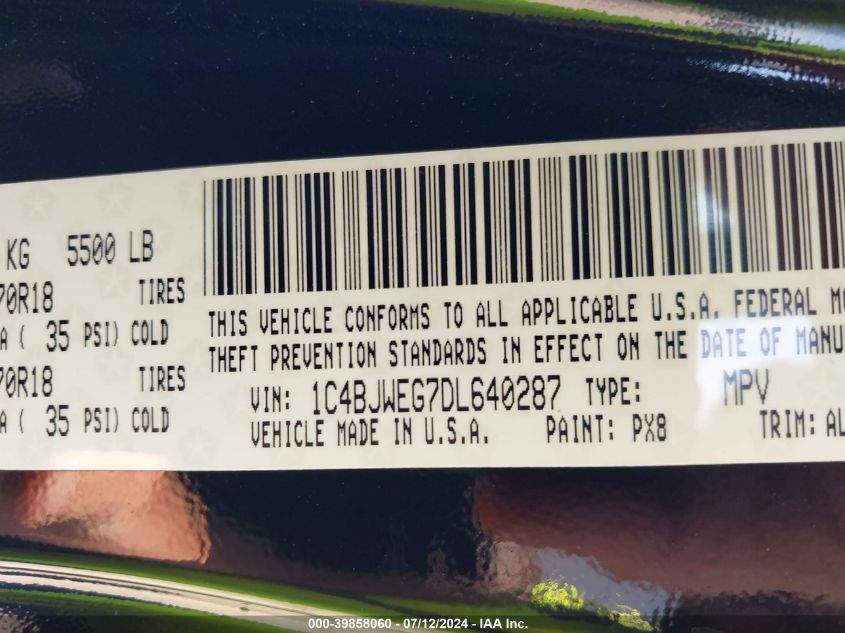 KG 5500 LB
70R18 TIRES
A ( 35 PSI) COLD
70R18 TIRES
A ( 35 PSI) COLD
THIS VEHICLE CONFORMS TO ALL APPLICABLE U.S.A. FEDERAL MO
THEFT PREVENTION STANDARDS IN EFFECT ON THE DATE OF MANU
VIN: 1C4BJWEG7DL640287 TYPE: MPV
VEHICLE MADE IN U.S.A. PAINT: PX8 TRIM: AL
000-39858060 - 07/12/2024 - IAA Inc.